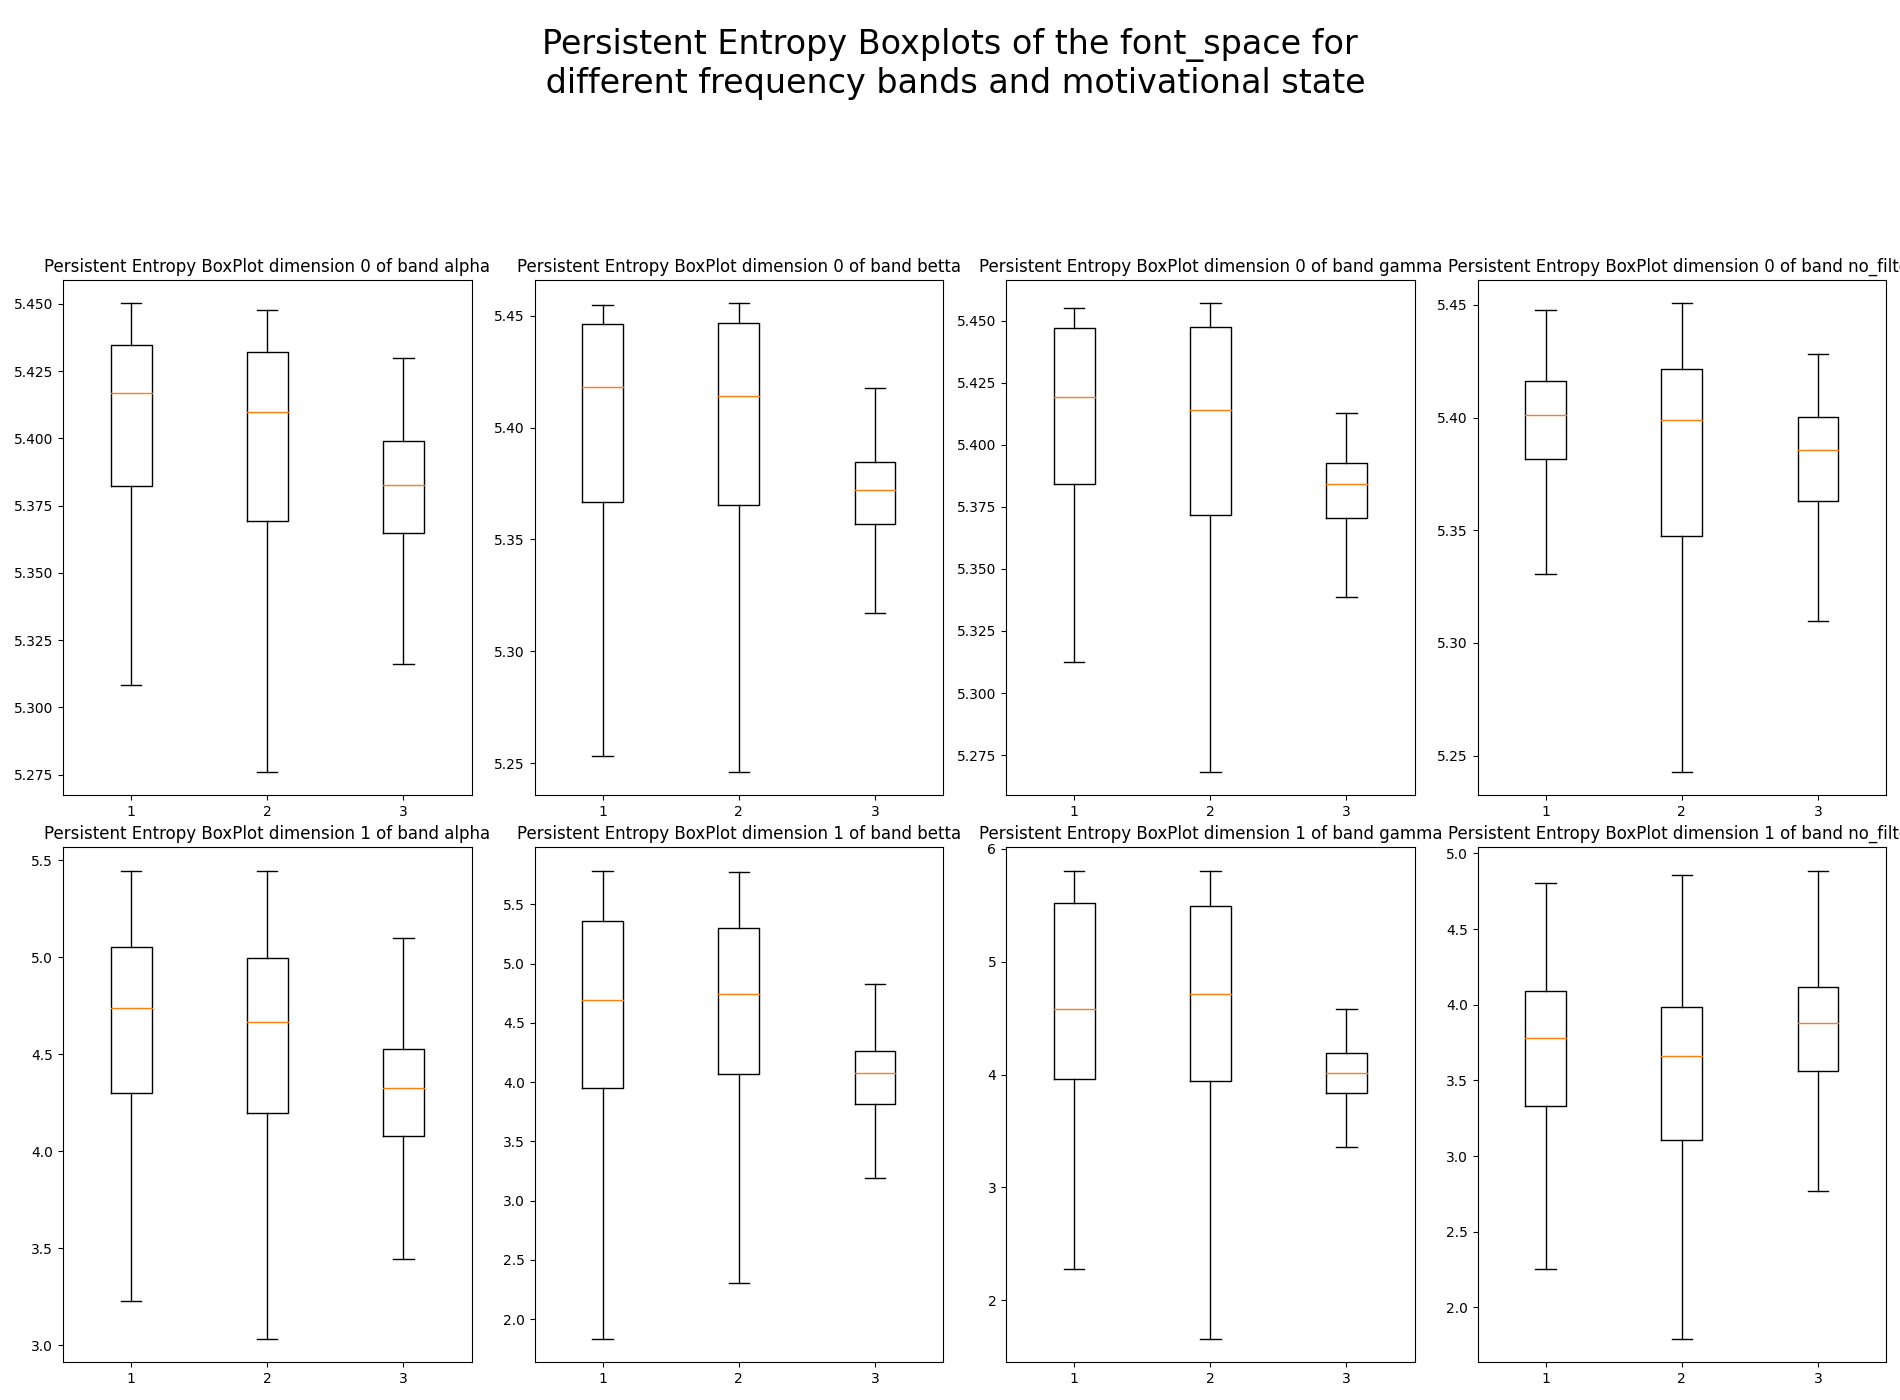 Persistent Entropy Boxplots of the font_space for
different frequency bands and motivational state
Persistent Entropy BoxPlot dimension 0 of band alpha
5.450
5.425
5.400
5.375
5.350
5.325
5.300
5.275
1 2 3
Persistent Entropy BoxPlot dimension 0 of band betta
5.45
5.40
5.35
5.30
5.25
1 2 3
Persistent Entropy BoxPlot dimension 0 of band gamma
5.450
5.425
5.400
5.375
5.350
5.325
5.300
5.275
1 2 3
Persistent Entropy BoxPlot dimension 0 of band no_filt
5.45
5.40
5.35
5.30
5.25
1 2 3
Persistent Entropy BoxPlot dimension 1 of band alpha
5.5
5.0
4.5
4.0
3.5
3.0
1 2 3
Persistent Entropy BoxPlot dimension 1 of band betta
5.5
5.0
4.5
4.0
3.5
3.0
2.5
2.0
1 2 3
Persistent Entropy BoxPlot dimension 1 of band gamma
6
5
4
3
2
1 2 3
Persistent Entropy BoxPlot dimension 1 of band no_filt
5.0
4.5
4.0
3.5
3.0
2.5
2.0
1 2 3